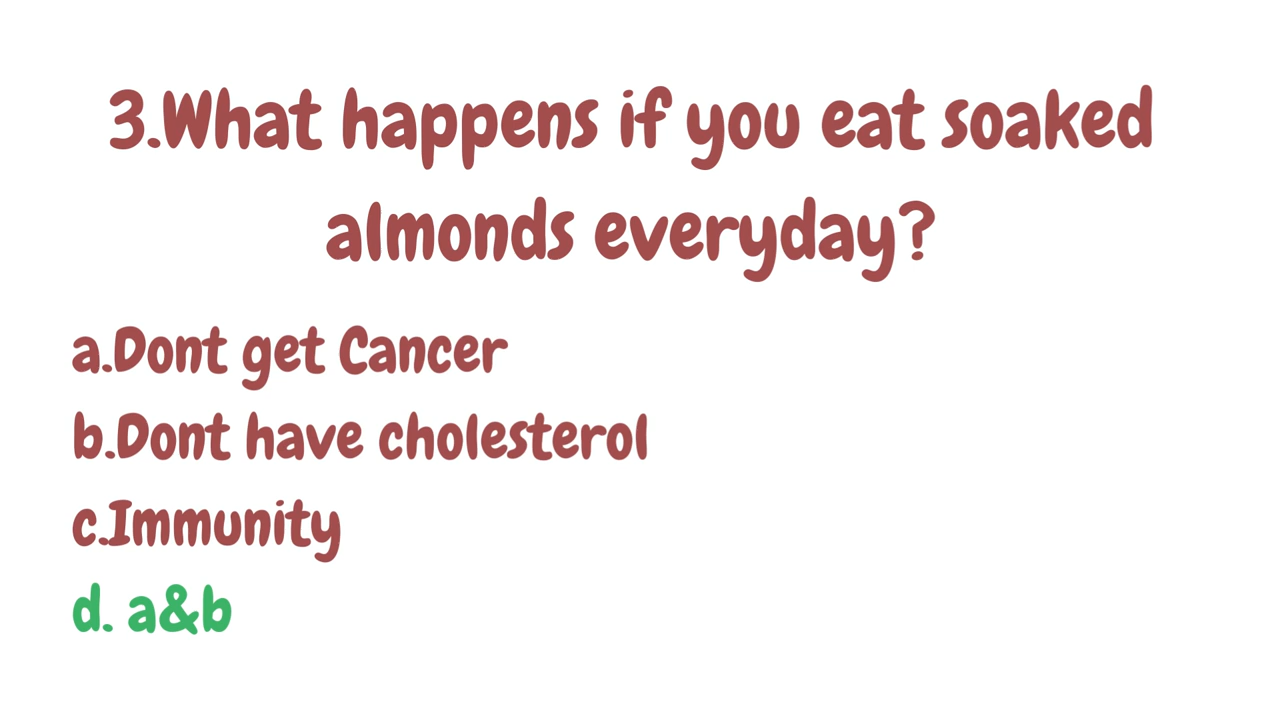 3.What happens if you eat soaked
almonds everyday?
a.Dont get Cancer
b.Dont have cholesterol
c.Immunity
d. a&b